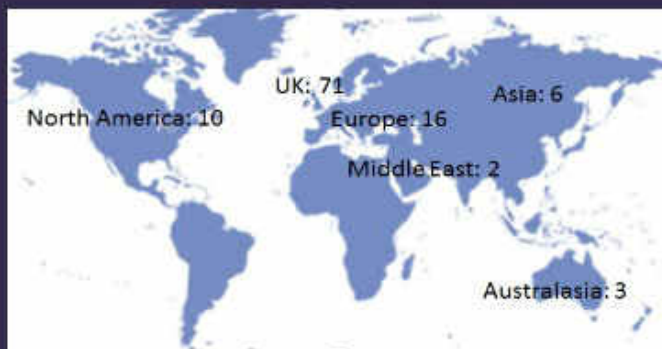 UK: 71
Asia: 6
North America: 10
Europe: 16
Middle East: 2
Australasia: 3